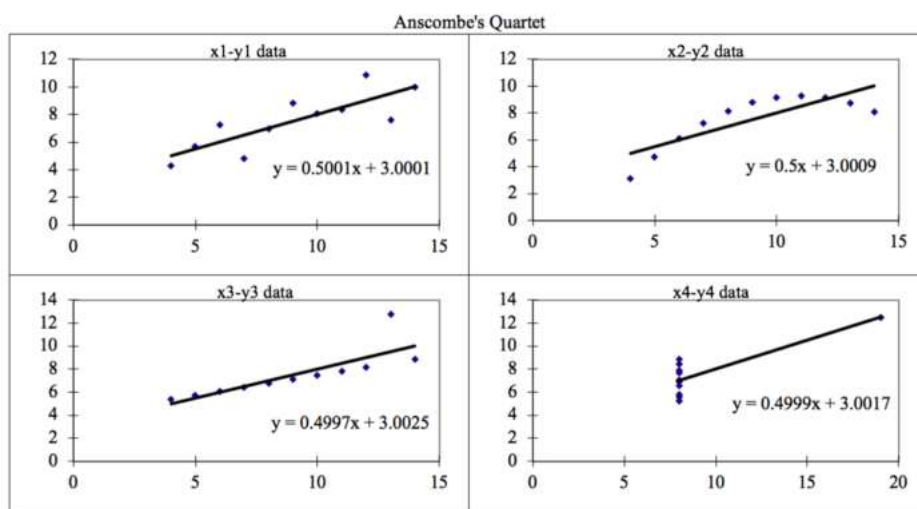 Anscombe's Quartet
x1-y1 data
12
10
8
6
4
2
0
y = 0.5001x + 3.0001
0 5 10 15
x2-y2 data
12
10
8
6
4
2
0
y = 0.5x + 3.0009
0 5 10 15
x3-y3 data
14
12
10
8
6
4
2
0
y = 0.4997x + 3.0025
0 5 10 15
x4-y4 data
14
12
10
8
6
4
2
0
y = 0.4999x + 3.0017
0 5 10 15 20